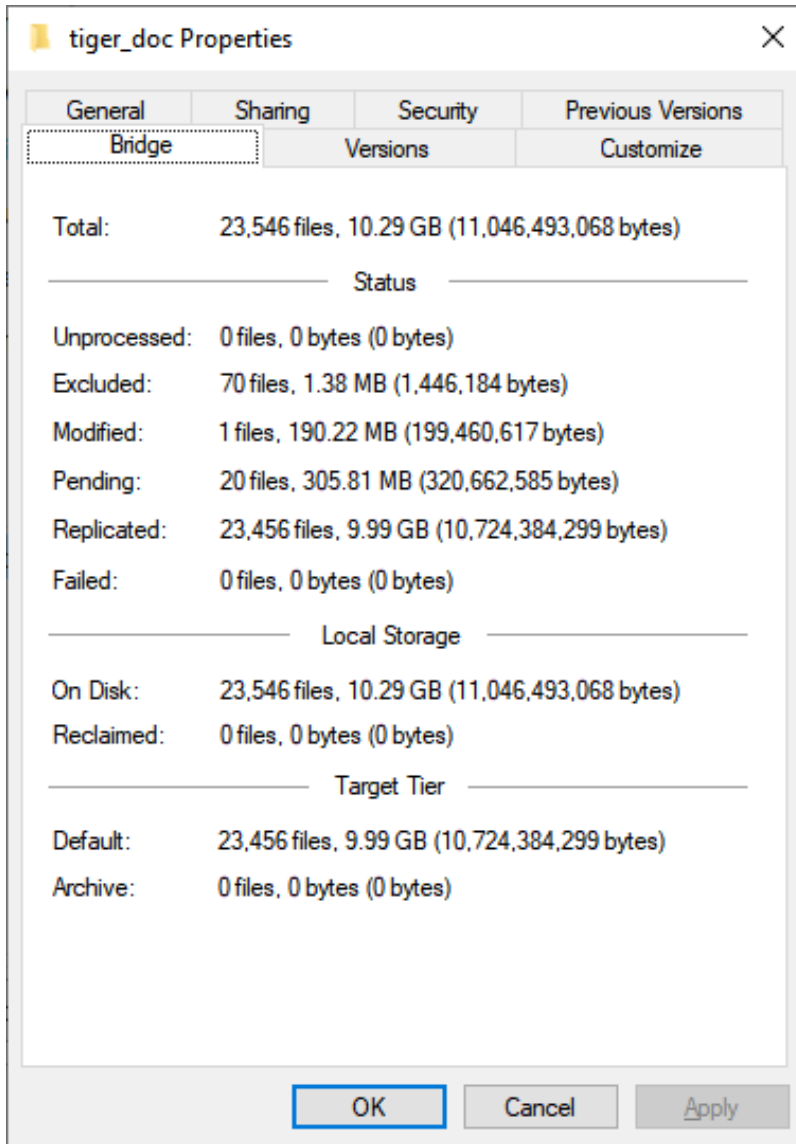 tiger_doc Properties
General Sharing Security Previous Versions
Bridge Versions Customize
Total: 23,546 files, 10.29 GB (11,046,493,068 bytes)
Status
Unprocessed: 0 files, 0 bytes (0 bytes)
Excluded: 70 files, 1.38 MB (1,446,184 bytes)
Modified: 1 files, 190.22 MB (199,460,617 bytes)
Pending: 20 files, 305.81 MB (320,662,585 bytes)
Replicated: 23,456 files, 9.99 GB (10,724,384,299 bytes)
Failed: 0 files, 0 bytes (0 bytes)
Local Storage
On Disk: 23,546 files, 10.29 GB (11,046,493,068 bytes)
Reclaimed: 0 files, 0 bytes (0 bytes)
Target Tier
Default: 23,456 files, 9.99 GB (10,724,384,299 bytes)
Archive: 0 files, 0 bytes (0 bytes)
OK Cancel Apply